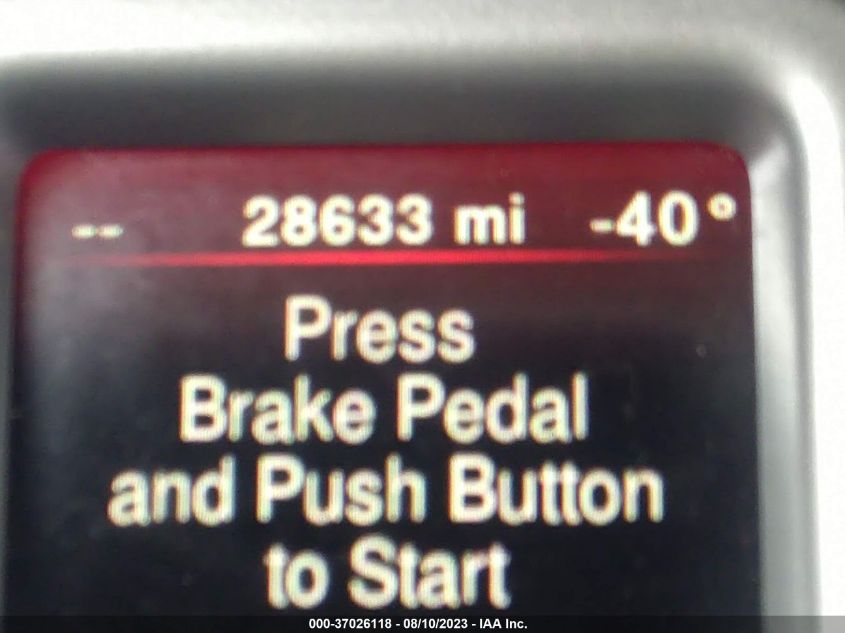 -- 28633 mi -40°
Press
Brake Pedal
and Push Button
to Start
000-37026118 - 08/10/2023 - IAA Inc.